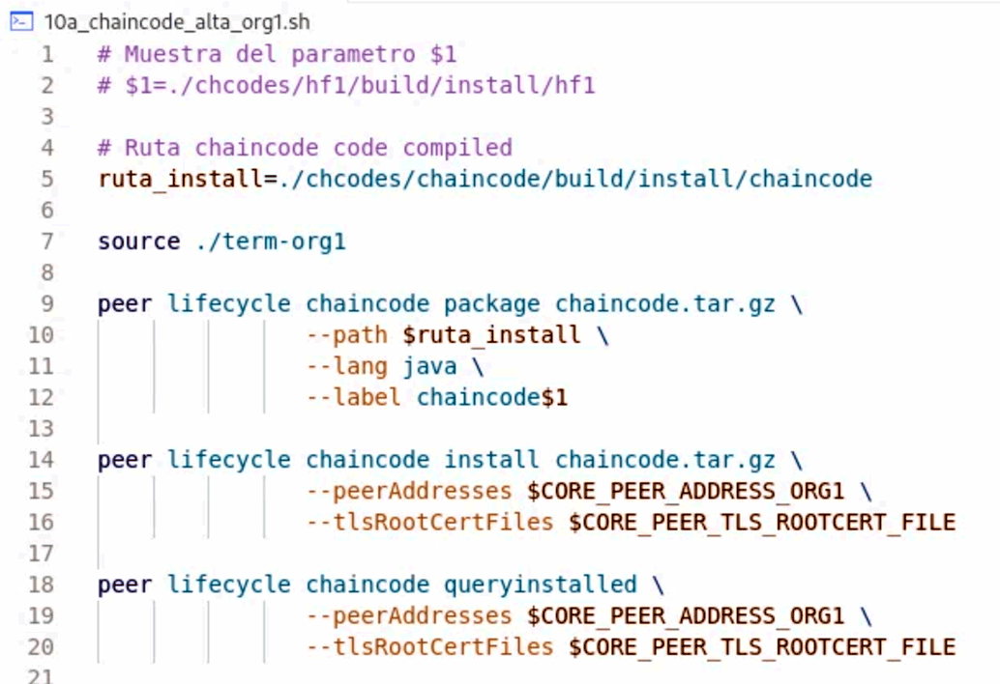 10a_chaincode_alta_org1.sh
1 # Muestra del parametro $1
2 # $1=./chcodes/hf1/build/install/hf1
3
4 # Ruta chaincode code compiled
5 ruta_install=./chcodes/chaincode/build/install/chaincode
6
7 source ./term-org1
8
9 peer lifecycle chaincode package chaincode.tar.gz \
10 --path $ruta_install \
11 --lang java \
12 --label chaincode$1
13
14 peer lifecycle chaincode install chaincode.tar.gz \
15 --peerAddresses $CORE_PEER_ADDRESS_ORG1 \
16 --tlsRootCertFiles $CORE_PEER_TLS_ROOTCERT_FILE
17
18 peer lifecycle chaincode queryinstalled \
19 --peerAddresses $CORE_PEER_ADDRESS_ORG1 \
20 --tlsRootCertFiles $CORE_PEER_TLS_ROOTCERT_FILE
21